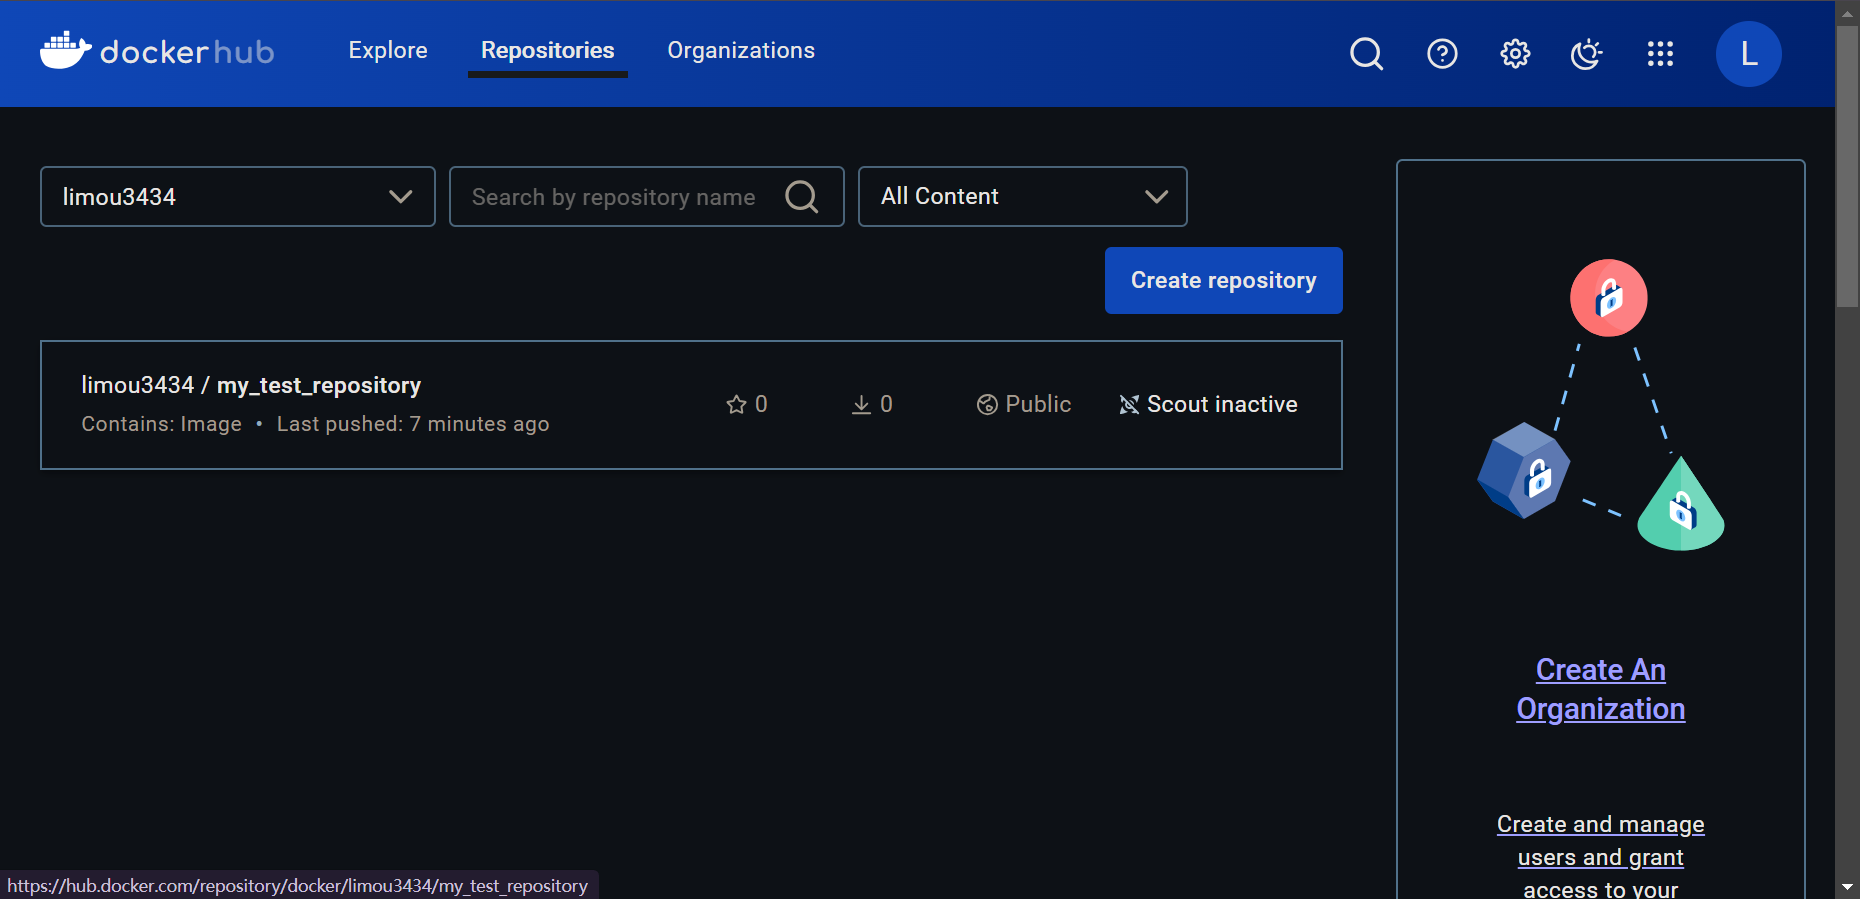 dockerhub
Explore
Repositories
Organizations
L
limou3434
Search by repository name
All Content
Create repository
limou3434 / my_test_repository
Contains: Image • Last pushed: 7 minutes ago
0
0
Public
Scout inactive
Create An
Organization
Create and manage
users and grant
access to your
https://hub.docker.com/repository/docker/limou3434/my_test_repository